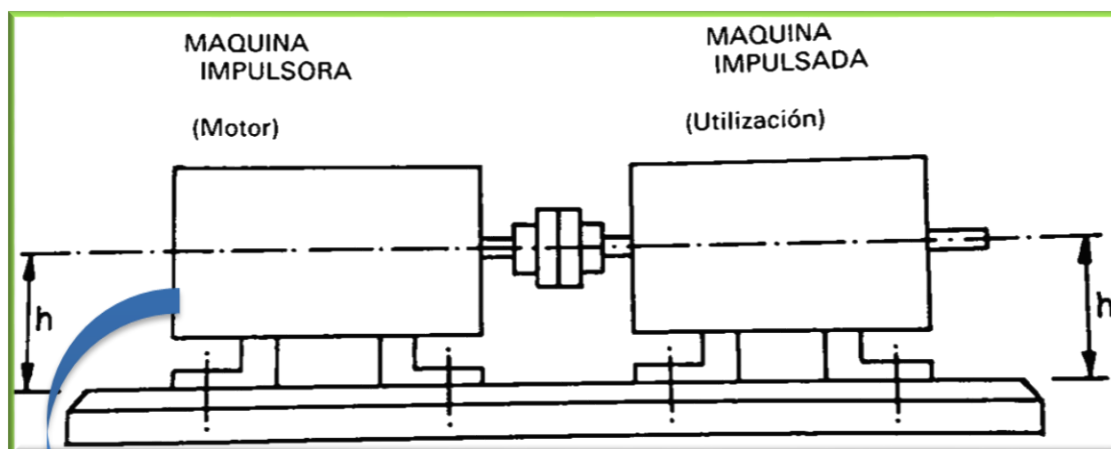 MAQUINA
IMPULSORA
(Motor)
MAQUINA
IMPULSADA
(Utilización)
h
h